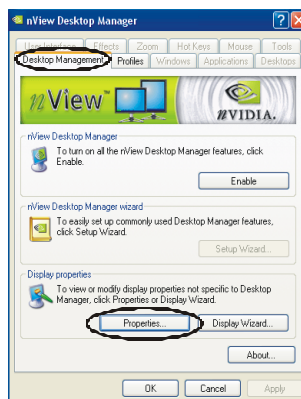 nView Desktop Manager
User Interface Effects Zoom Hot Keys Mouse Tools
Desktop Management Profiles Windows Applications Desktops
nView
NVIDIA.
nView Desktop Manager
To turn on all the nView Desktop Manager features, click
Enable.
Enable
nView Desktop Manager wizard
To easily set up commonly used Desktop Manager features,
click Setup Wizard.
Setup Wizard...
Display properties
To view or modify display properties not specific to Desktop
Manager, click Properties or Display Wizard.
Properties... Display Wizard...
About...
OK Cancel Apply